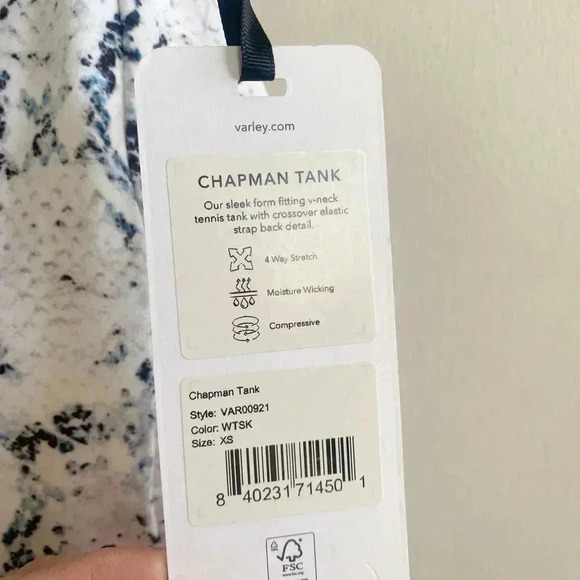 varley.com
CHAPMAN TANK
Our sleek form fitting v-neck
tennis tank with crossover elastic
strap back detail.
4 Way Stretch
Moisture Wicking
Compressive
Chapman Tank
Style: VAR00921
Color: WTSK
Size: XS
8 40231 71450 1
FSC